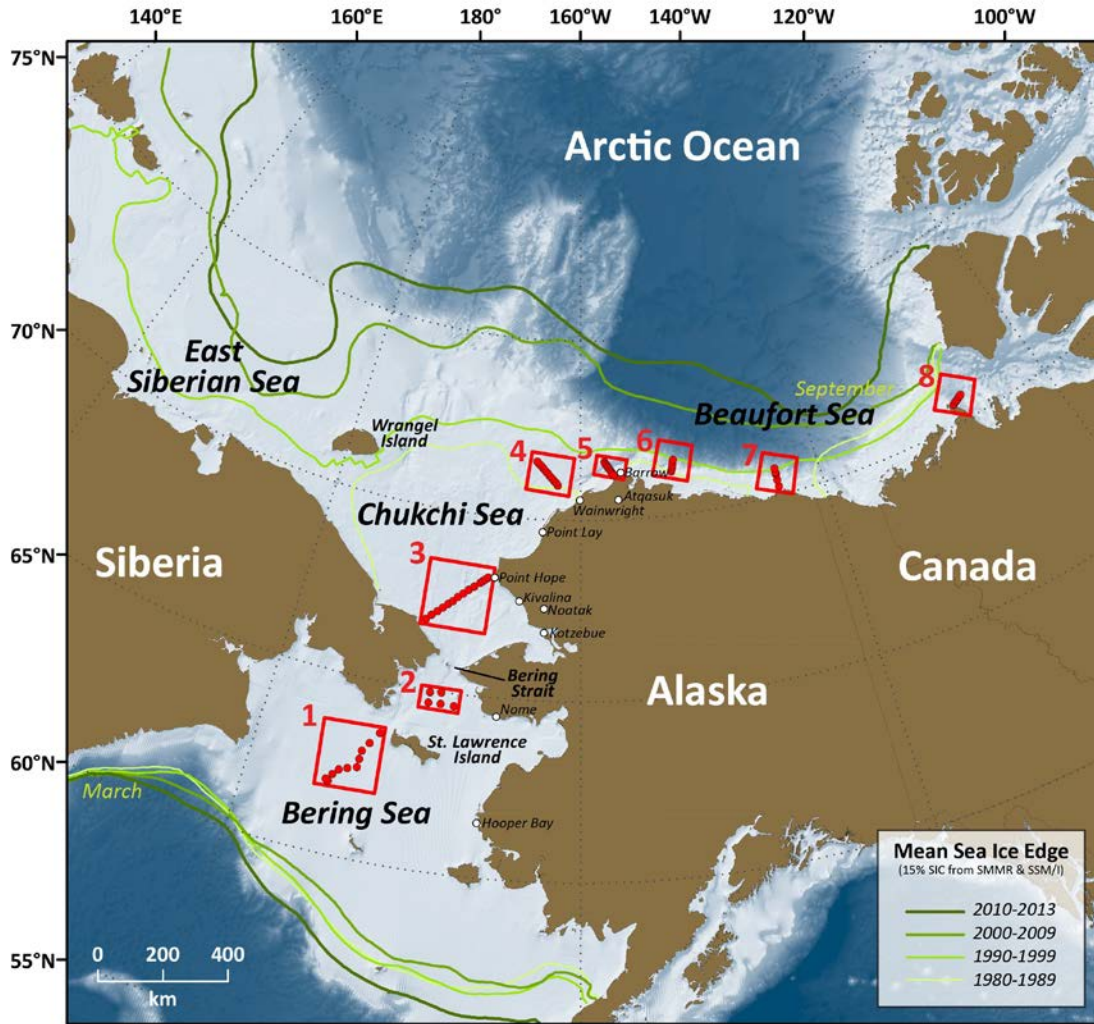 140°E 160°E 180° 160°W 140°W 120°W 100°W
75°N
Arctic Ocean
70°N
East
Siberian Sea
September
8
Beaufort Sea
Wrangel
Island
4
5
6
7
Barrow
Atqasuk
Wainwright
Chukchi Sea
Point Lay
65°N
Siberia
3
Point Hope
Canada
Kivalina
Noatak
Kotzebue
Bering
Strait
2
Alaska
Nome
1
St. Lawrence
Island
60°N
March
Bering Sea
Hooper Bay
Mean Sea Ice Edge
(15% SIC from SMMR & SSM/I)
2010-2013
2000-2009
1990-1999
1980-1989
55°N
0 200 400
km